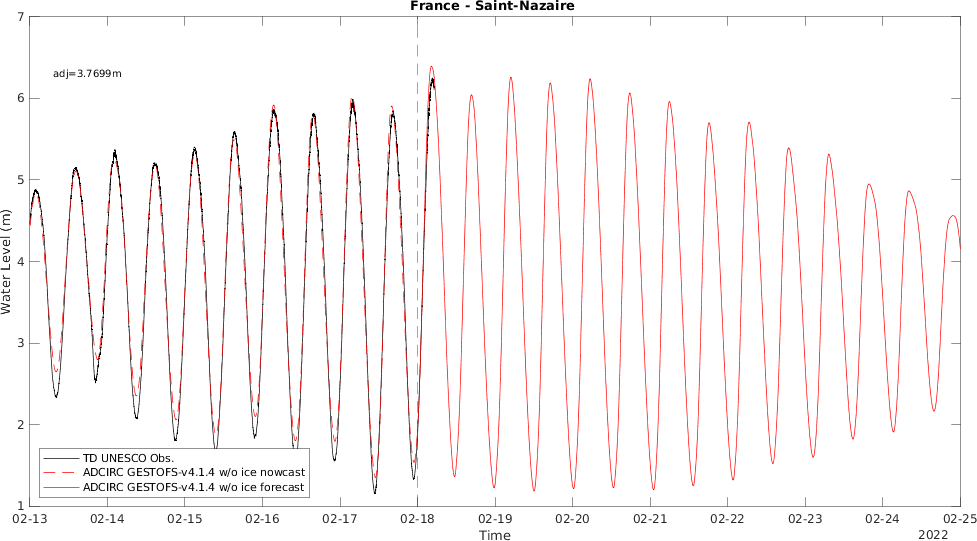 France - Saint-Nazaire
7
adj=3.7699m
6
5
4
3
2
1
Water Level (m)
TD UNESCO Obs.
ADCIRC GESTOFS-v4.1.4 w/o ice nowcast
ADCIRC GESTOFS-v4.1.4 w/o ice forecast
02-13 02-14 02-15 02-16 02-17 02-18 02-19 02-20 02-21 02-22 02-23 02-24 02-25
Time
2022